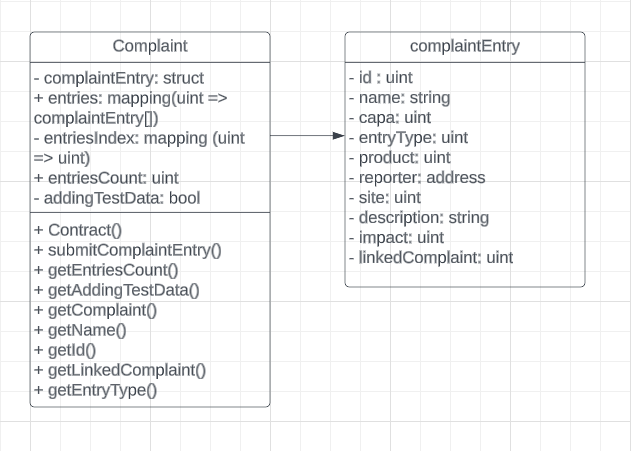 Complaint
- complaintEntry: struct
+ entries: mapping(uint =>
complaintEntry[])
- entriesIndex: mapping (uint
=> uint)
+ entriesCount: uint
- addingTestData: bool
+ Contract()
+ submitComplaintEntry()
+ getEntriesCount()
+ getAddingTestData()
+ getComplaint()
+ getName()
+ getId()
+ getLinkedComplaint()
+ getEntryType()
complaintEntry
- id : uint
- name: string
- capa: uint
- entryType: uint
- product: uint
- reporter: address
- site: uint
- description: string
- impact: uint
- linkedComplaint: uint